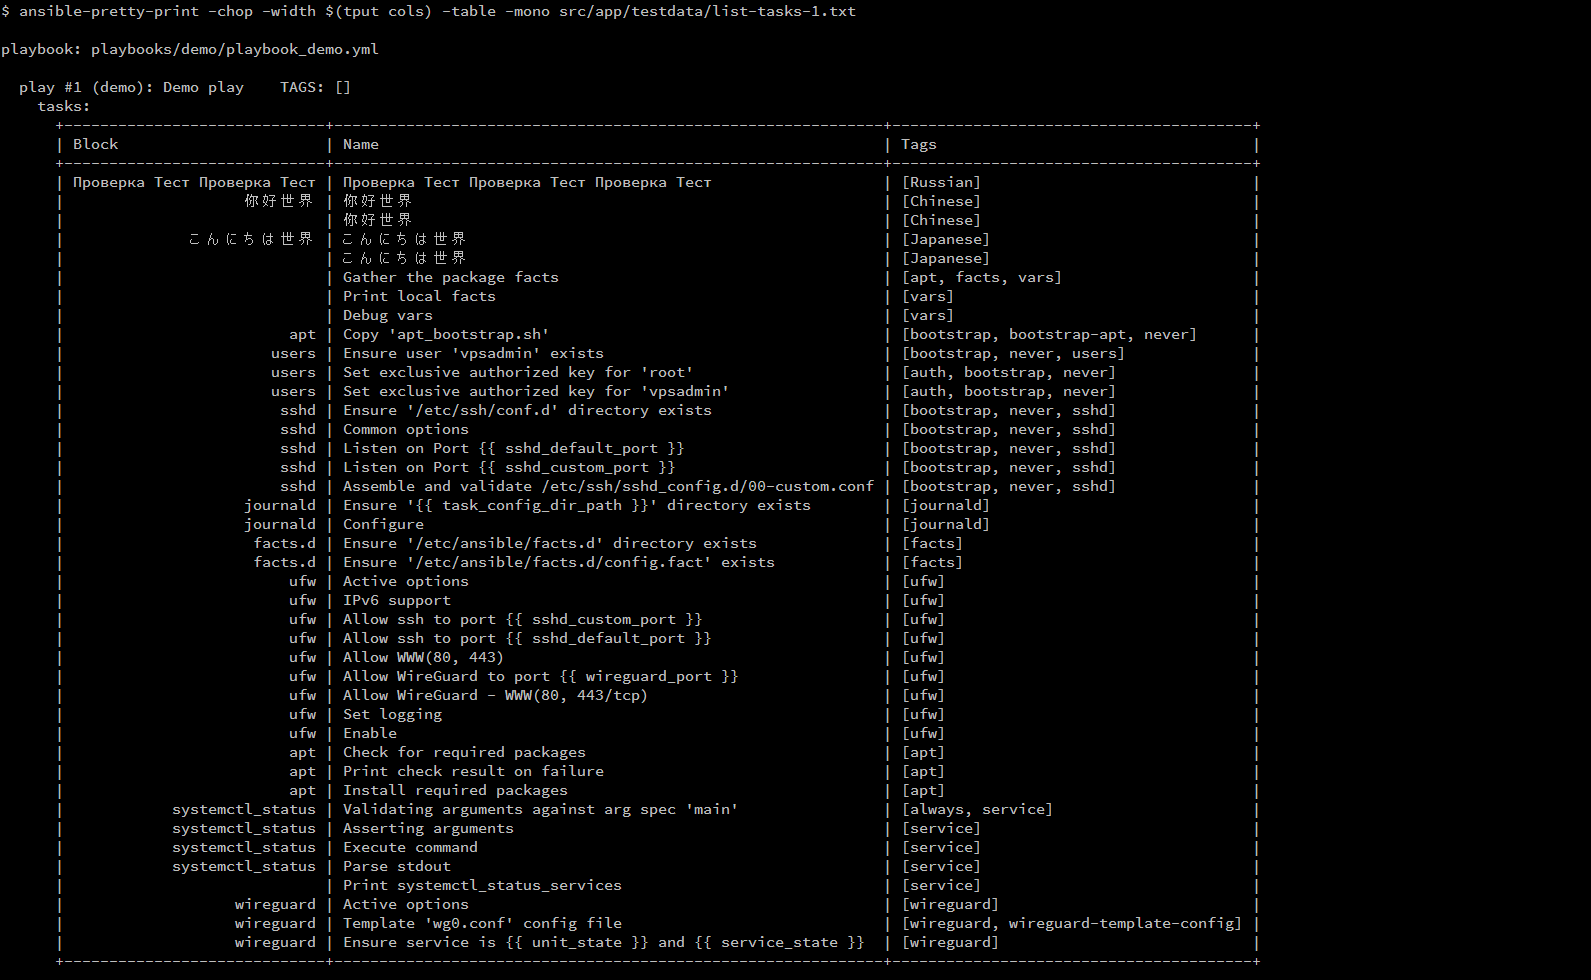 $ ansible-pretty-print -chop -width $(tput cols) -table -mono src/app/testdata/list-tasks-1.txt
playbook: playbooks/demo/playbook_demo.yml
play #1 (demo): Demo play    TAGS: []
tasks:
+-----------------------------+-------------------------------------------------------------+----------------------------------------+
| Block | Name | Tags |
+-----------------------------+-------------------------------------------------------------+----------------------------------------+
| Проверка Тест Проверка Тест | Проверка Тест Проверка Тест Проверка Тест | [Russian] |
| 你好世界 | 你好世界 | [Chinese] |
| | 你好世界 | [Chinese] |
| こんにちは世界 | こんにちは世界 | [Japanese] |
| | こんにちは世界 | [Japanese] |
| | Gather the package facts | [apt, facts, vars] |
| | Print local facts | [vars] |
| | Debug vars | [vars] |
| apt | Copy 'apt_bootstrap.sh' | [bootstrap, bootstrap-apt, never] |
| users | Ensure user 'vpsadmin' exists | [bootstrap, never, users] |
| users | Set exclusive authorized key for 'root' | [auth, bootstrap, never] |
| users | Set exclusive authorized key for 'vpsadmin' | [auth, bootstrap, never] |
| sshd | Ensure '/etc/ssh/conf.d' directory exists | [bootstrap, never, sshd] |
| sshd | Common options | [bootstrap, never, sshd] |
| sshd | Listen on Port {{ sshd_default_port }} | [bootstrap, never, sshd] |
| sshd | Listen on Port {{ sshd_custom_port }} | [bootstrap, never, sshd] |
| sshd | Assemble and validate /etc/ssh/sshd_config.d/00-custom.conf | [bootstrap, never, sshd] |
| journald | Ensure '{{ task_config_dir_path }}' directory exists | [journald] |
| journald | Configure | [journald] |
| facts.d | Ensure '/etc/ansible/facts.d' directory exists | [facts] |
| facts.d | Ensure '/etc/ansible/facts.d/config.fact' exists | [facts] |
| ufw | Active options | [ufw] |
| ufw | IPv6 support | [ufw] |
| ufw | Allow ssh to port {{ sshd_custom_port }} | [ufw] |
| ufw | Allow ssh to port {{ sshd_default_port }} | [ufw] |
| ufw | Allow WWW(80, 443) | [ufw] |
| ufw | Allow WireGuard to port {{ wireguard_port }} | [ufw] |
| ufw | Allow WireGuard - WWW(80, 443/tcp) | [ufw] |
| ufw | Set logging | [ufw] |
| ufw | Enable | [ufw] |
| apt | Check for required packages | [apt] |
| apt | Print check result on failure | [apt] |
| apt | Install required packages | [apt] |
| systemctl_status | Validating arguments against arg spec 'main' | [always, service] |
| systemctl_status | Asserting arguments | [service] |
| systemctl_status | Execute command | [service] |
| systemctl_status | Parse stdout | [service] |
| | Print systemctl_status_services | [service] |
| wireguard | Active options | [wireguard] |
| wireguard | Template 'wg0.conf' config file | [wireguard, wireguard-template-config] |
| wireguard | Ensure service is {{ unit_state }} and {{ service_state }} | [wireguard] |
+-----------------------------+-------------------------------------------------------------+----------------------------------------+